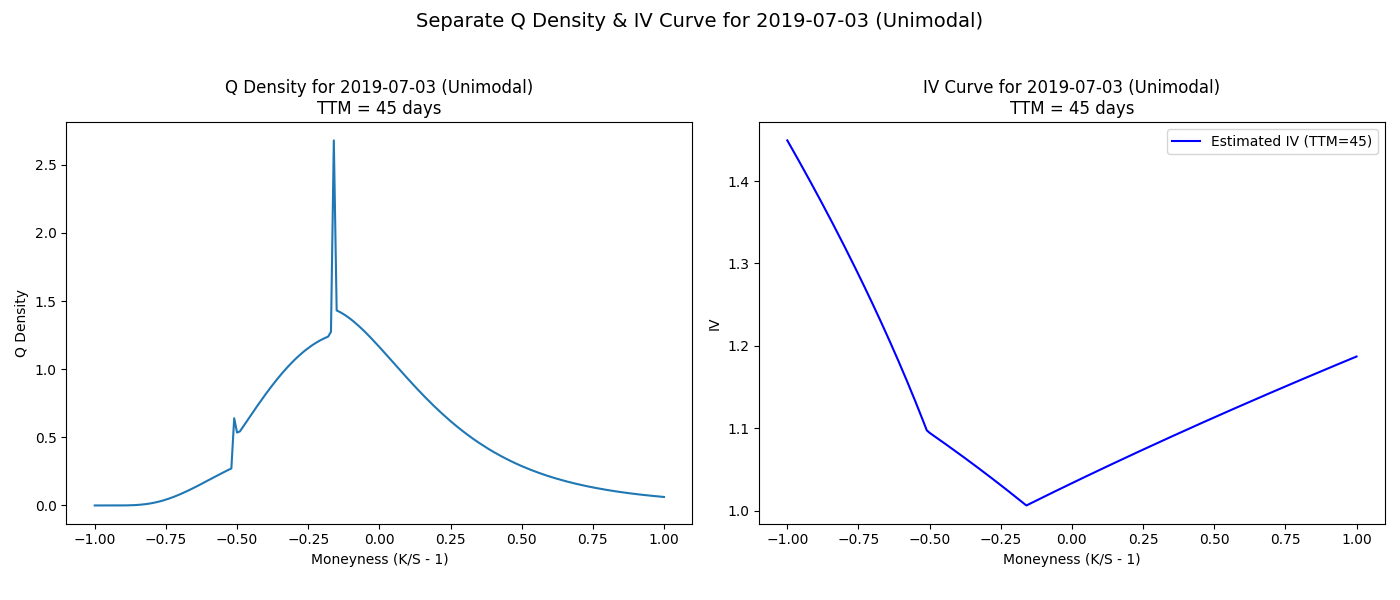 Separate Q Density & IV Curve for 2019-07-03 (Unimodal)
Q Density for 2019-07-03 (Unimodal)
TTM = 45 days
2.5
2.0
1.5
1.0
0.5
0.0
Q Density
−1.00 −0.75 −0.50 −0.25 0.00 0.25 0.50 0.75 1.00
Moneyness (K/S - 1)
IV Curve for 2019-07-03 (Unimodal)
TTM = 45 days
Estimated IV (TTM=45)
1.4
1.3
1.2
1.1
1.0
IV
−1.00 −0.75 −0.50 −0.25 0.00 0.25 0.50 0.75 1.00
Moneyness (K/S - 1)